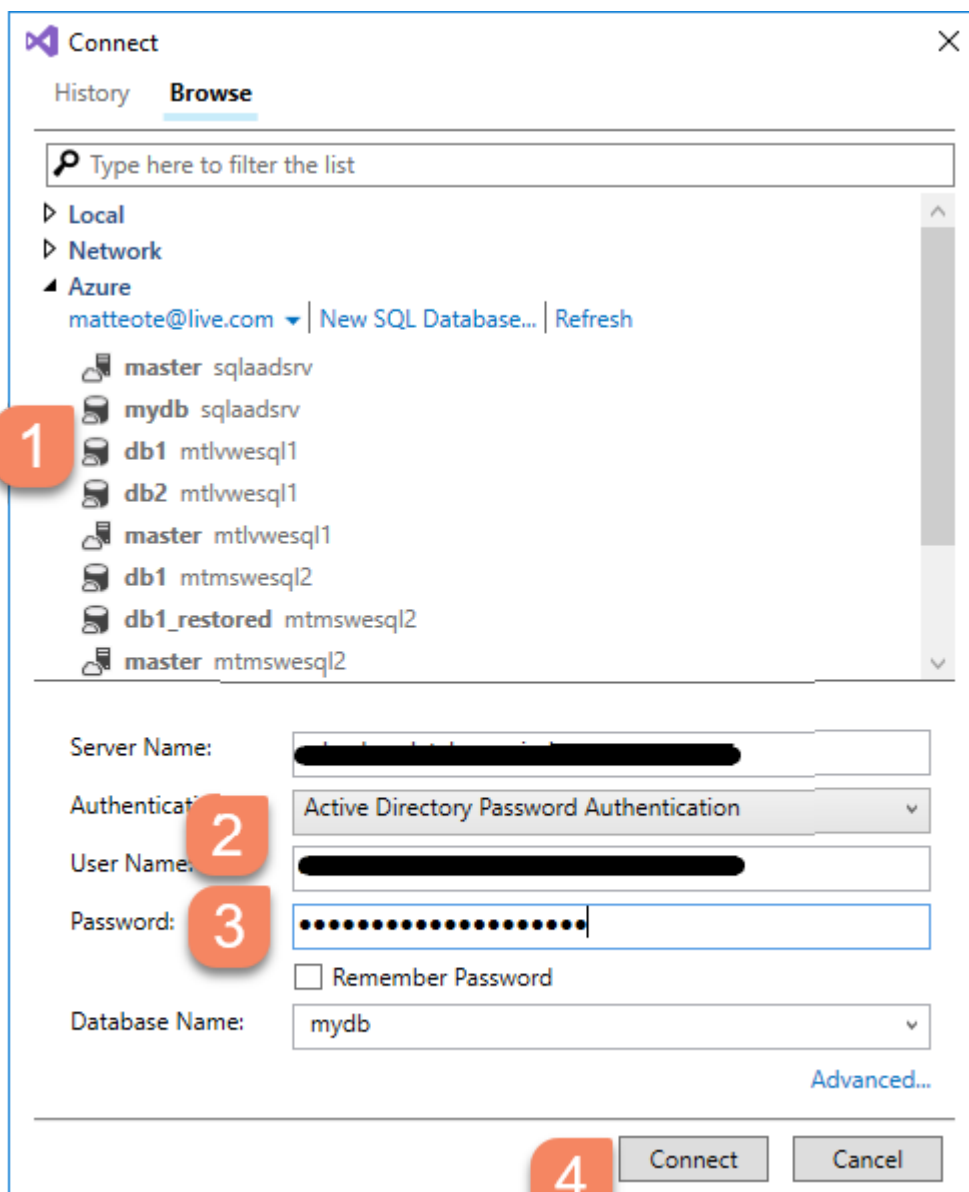 Connect
History Browse
Type here to filter the list
Local
Network
Azure
matteote@live.com New SQL Database... Refresh
master sqlaadsrv
mydb sqlaadsrv
1
db1 mtlvwesql1
db2 mtlvwesql1
master mtlvwesql1
db1 mtmswesql2
db1_restored mtmswesql2
master mtmswesql2
Server Name:
Active Directory Password Authentication
2
User Name:
Password: 3 ••••••••••••••••••••
Remember Password
Database Name: mydb
Advanced...
4 Connect Cancel